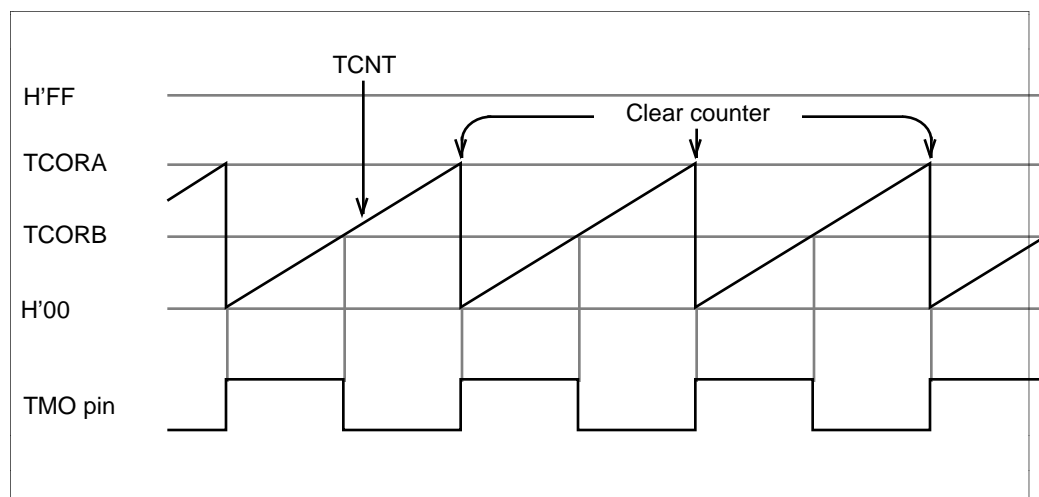 TCNT
H'FF
Clear counter
TCORA
TCORB
H'00
TMO pin